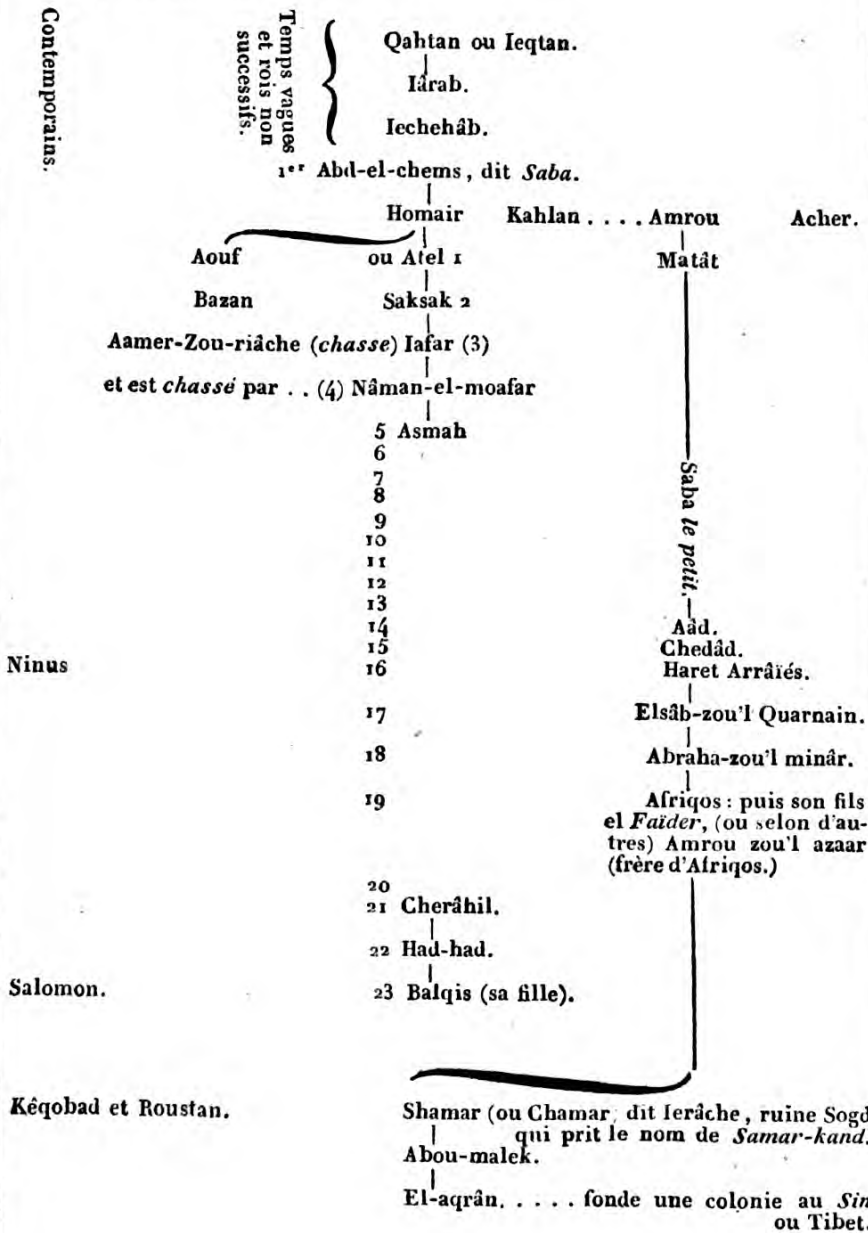 Contemporains.
Temps vagues
et rois non
successifs.
Qahtan ou Ieqtan.
Iârab.
Iechehâb.
1er Abd-el-chems, dit Saba.
Homair Kahlan . . . . Amrou Acher.
Aouf ou Atel 1 Matât
Bazan Saksak 2
Aamer-Zou-riâche (chasse) Iafar (3)
et est chassé par . . (4) Nâman-el-moafar
5 Asmah
6
7
8
9
10
11
12
13
Saba le petit.
14 Aâd.
15 Chedâd.
Ninus 16 Haret Arrâïés.
17 Elsâb-zou'l Quarnain.
18 Abraha-zou'l minâr.
19 Afriqos : puis son fils
el Faïder, (ou selon d'au-
tres) Amrou zou'l azaar
(frère d'Afriqos.)
20
21 Cherâhil.
22 Had-had.
Salomon. 23 Balqis (sa fille).
Kêqobad et Roustan. Shamar (ou Chamar, dit Ierâche, ruine Sogd
qui prit le nom de Samar-kand.
Abou-malek.
El-aqrân. . . . . fonde une colonie au Sin
ou Tibet.